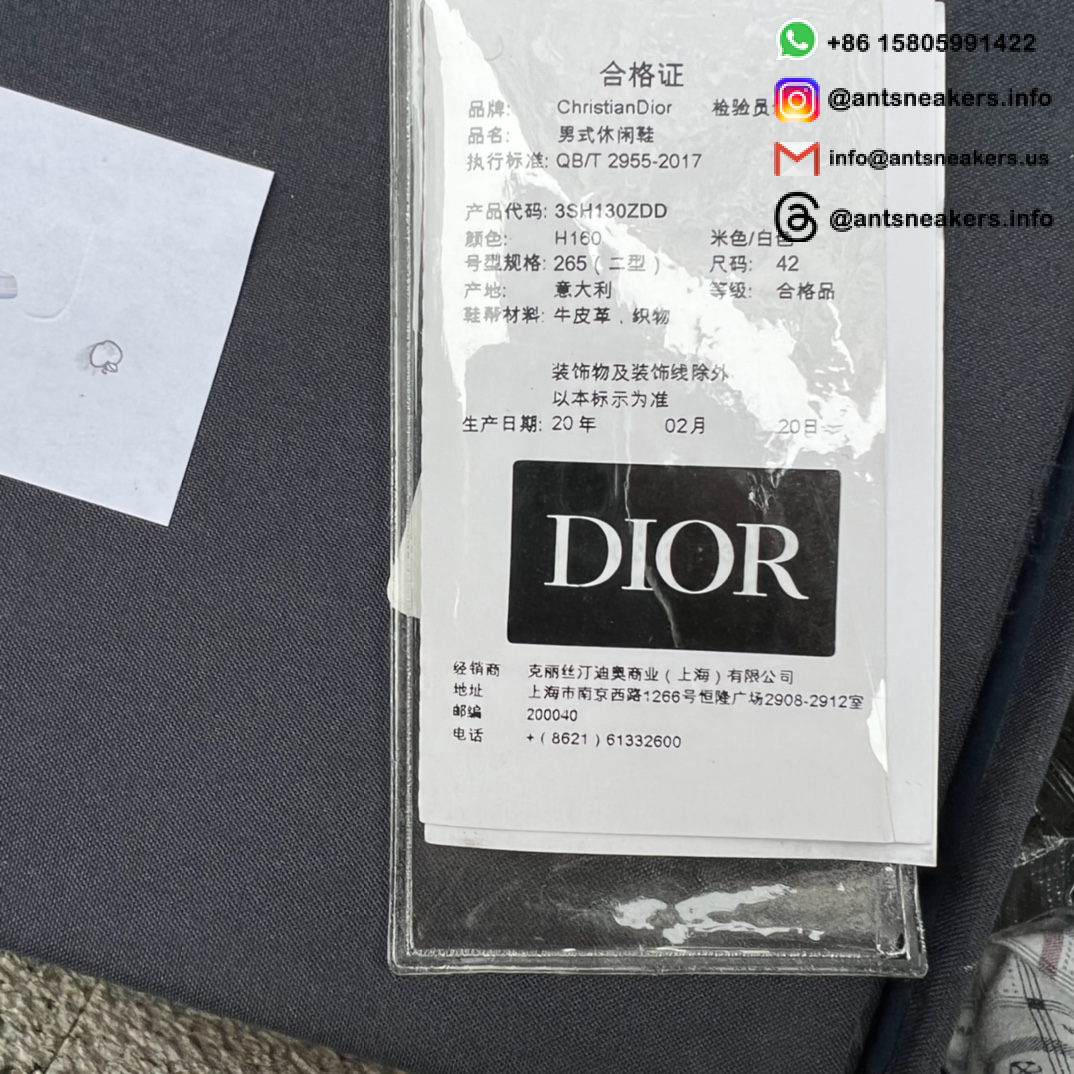 +86 15805991422
@antsneakers.info
info@antsneakers.us
@antsneakers.info
合格证
品牌: ChristianDior 检验员:
品名: 男式休闲鞋
执行标准: QB/T 2955-2017
产品代码: 3SH130ZDD
颜色: H160 米色/白色
号型规格: 265 ( 二型 ) 尺码: 42
产地: 意大利 等级: 合格品
鞋帮材料: 牛皮革，织物
装饰物及装饰线除外
以本标示为准
生产日期: 20 年 02月 20日
DIOR
经销商 克丽丝汀迪奥商业（上海）有限公司
地址 上海市南京西路1266号恒隆广场2908-2912室
邮编 200040
电话 +（8621）61332600